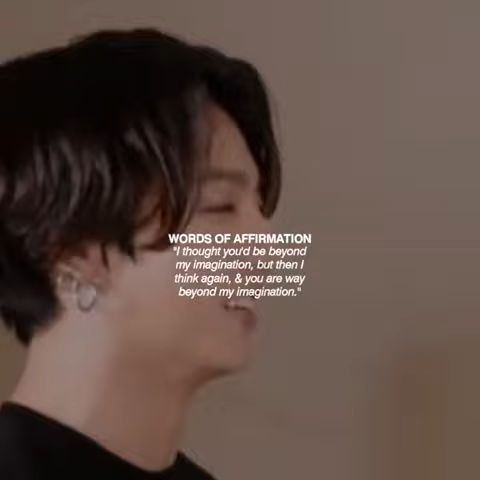 WORDS OF AFFIRMATION
"I thought you'd be beyond
my imagination, but then I
think again, & you are way
beyond my imagination."